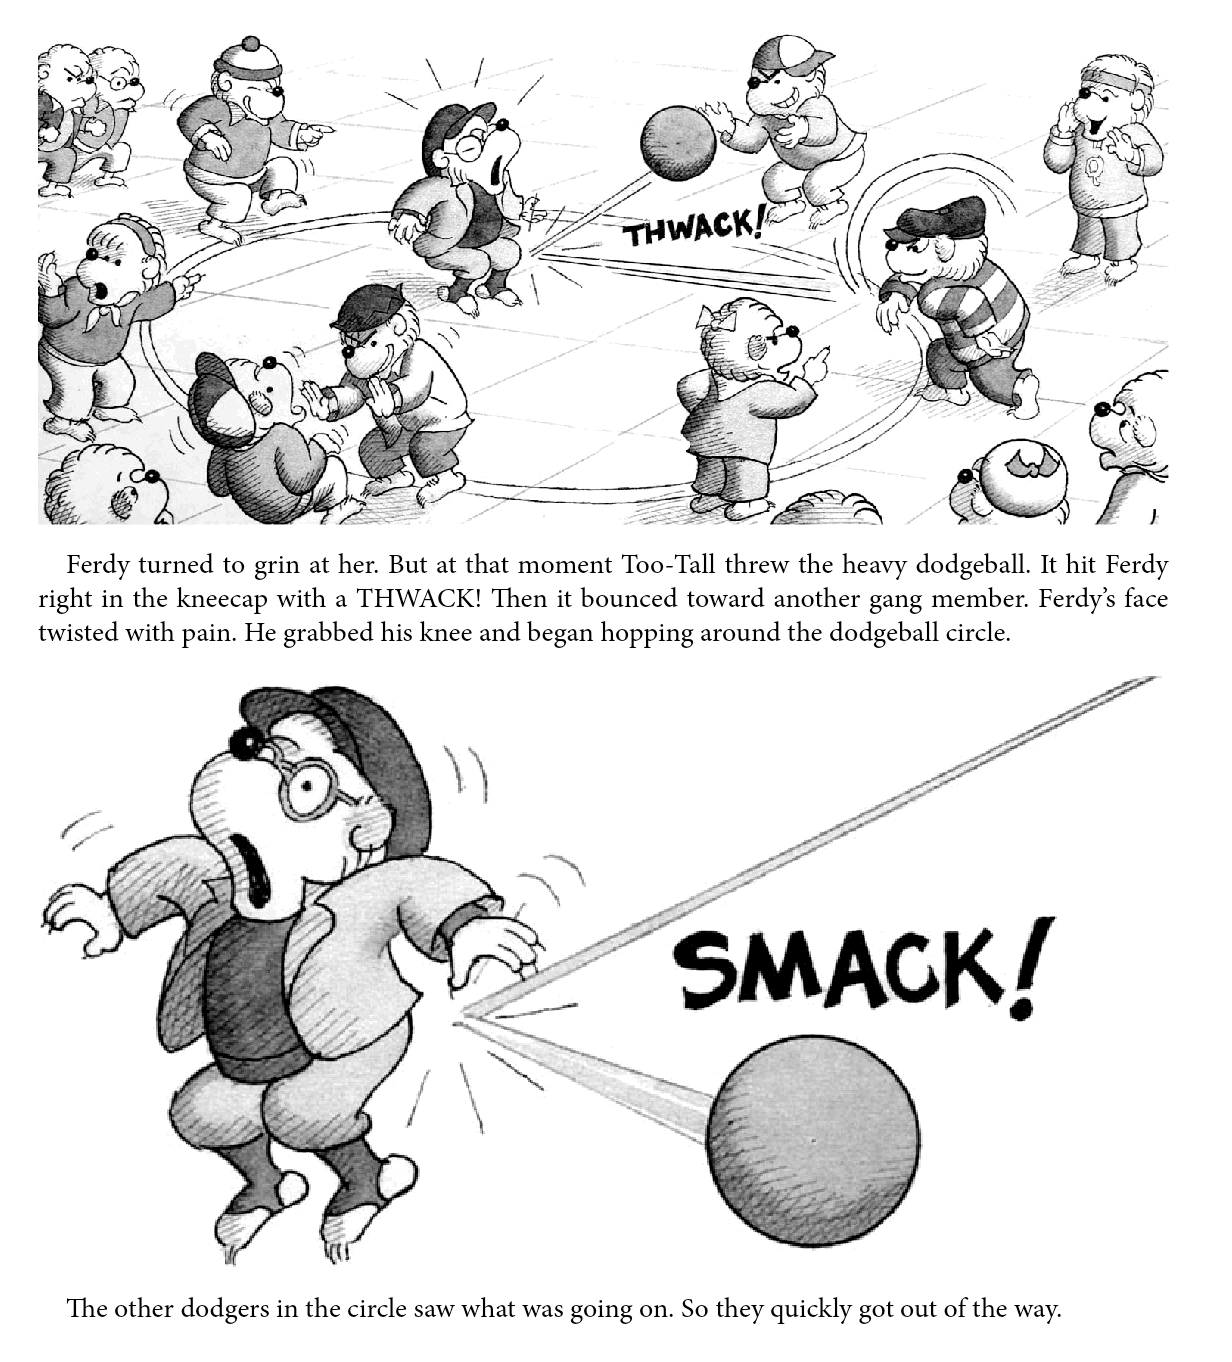 THWACK!
Q
Ferdy turned to grin at her. But at that moment Too-Tall threw the heavy dodgeball. It hit Ferdy
right in the kneecap with a THWACK! Then it bounced toward another gang member. Ferdy’s face
twisted with pain. He grabbed his knee and began hopping around the dodgeball circle.
SMACK!
The other dodgers in the circle saw what was going on. So they quickly got out of the way.